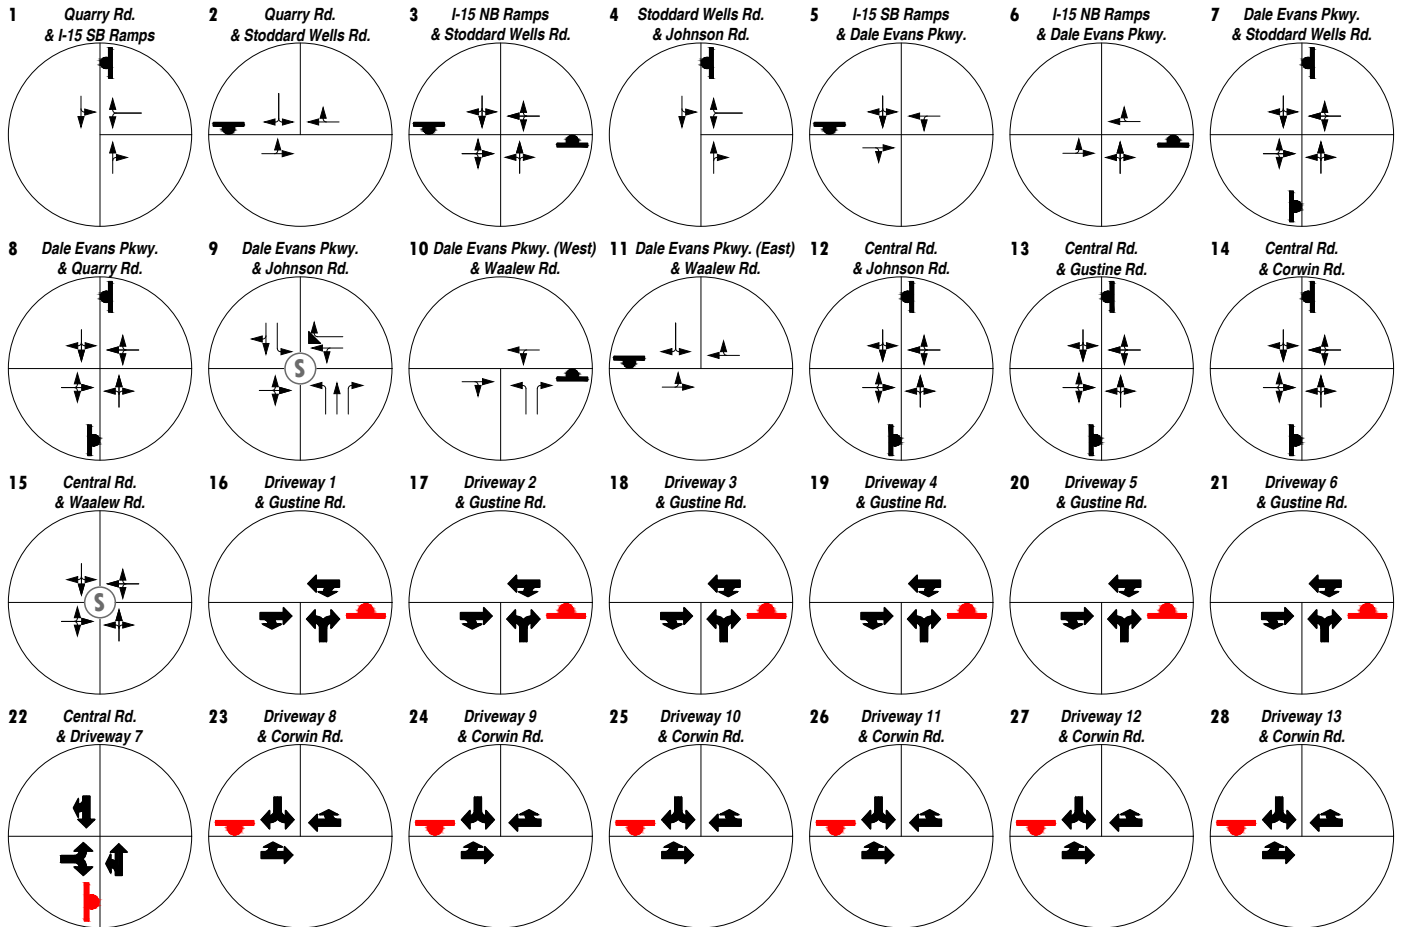 1 Quarry Rd.
& I-15 SB Ramps
2 Quarry Rd.
& Stoddard Wells Rd.
3 I-15 NB Ramps
& Stoddard Wells Rd.
4 Stoddard Wells Rd.
& Johnson Rd.
5 I-15 SB Ramps
& Dale Evans Pkwy.
6 I-15 NB Ramps
& Dale Evans Pkwy.
7 Dale Evans Pkwy.
& Stoddard Wells Rd.
8 Dale Evans Pkwy.
& Quarry Rd.
9 Dale Evans Pkwy.
& Johnson Rd.
S
10 Dale Evans Pkwy. (West)
& Waalew Rd.
11 Dale Evans Pkwy. (East)
& Waalew Rd.
12 Central Rd.
& Johnson Rd.
13 Central Rd.
& Gustine Rd.
14 Central Rd.
& Corwin Rd.
15 Central Rd.
& Waalew Rd.
S
16 Driveway 1
& Gustine Rd.
17 Driveway 2
& Gustine Rd.
18 Driveway 3
& Gustine Rd.
19 Driveway 4
& Gustine Rd.
20 Driveway 5
& Gustine Rd.
21 Driveway 6
& Gustine Rd.
22 Central Rd.
& Driveway 7
23 Driveway 8
& Corwin Rd.
24 Driveway 9
& Corwin Rd.
25 Driveway 10
& Corwin Rd.
26 Driveway 11
& Corwin Rd.
27 Driveway 12
& Corwin Rd.
28 Driveway 13
& Corwin Rd.